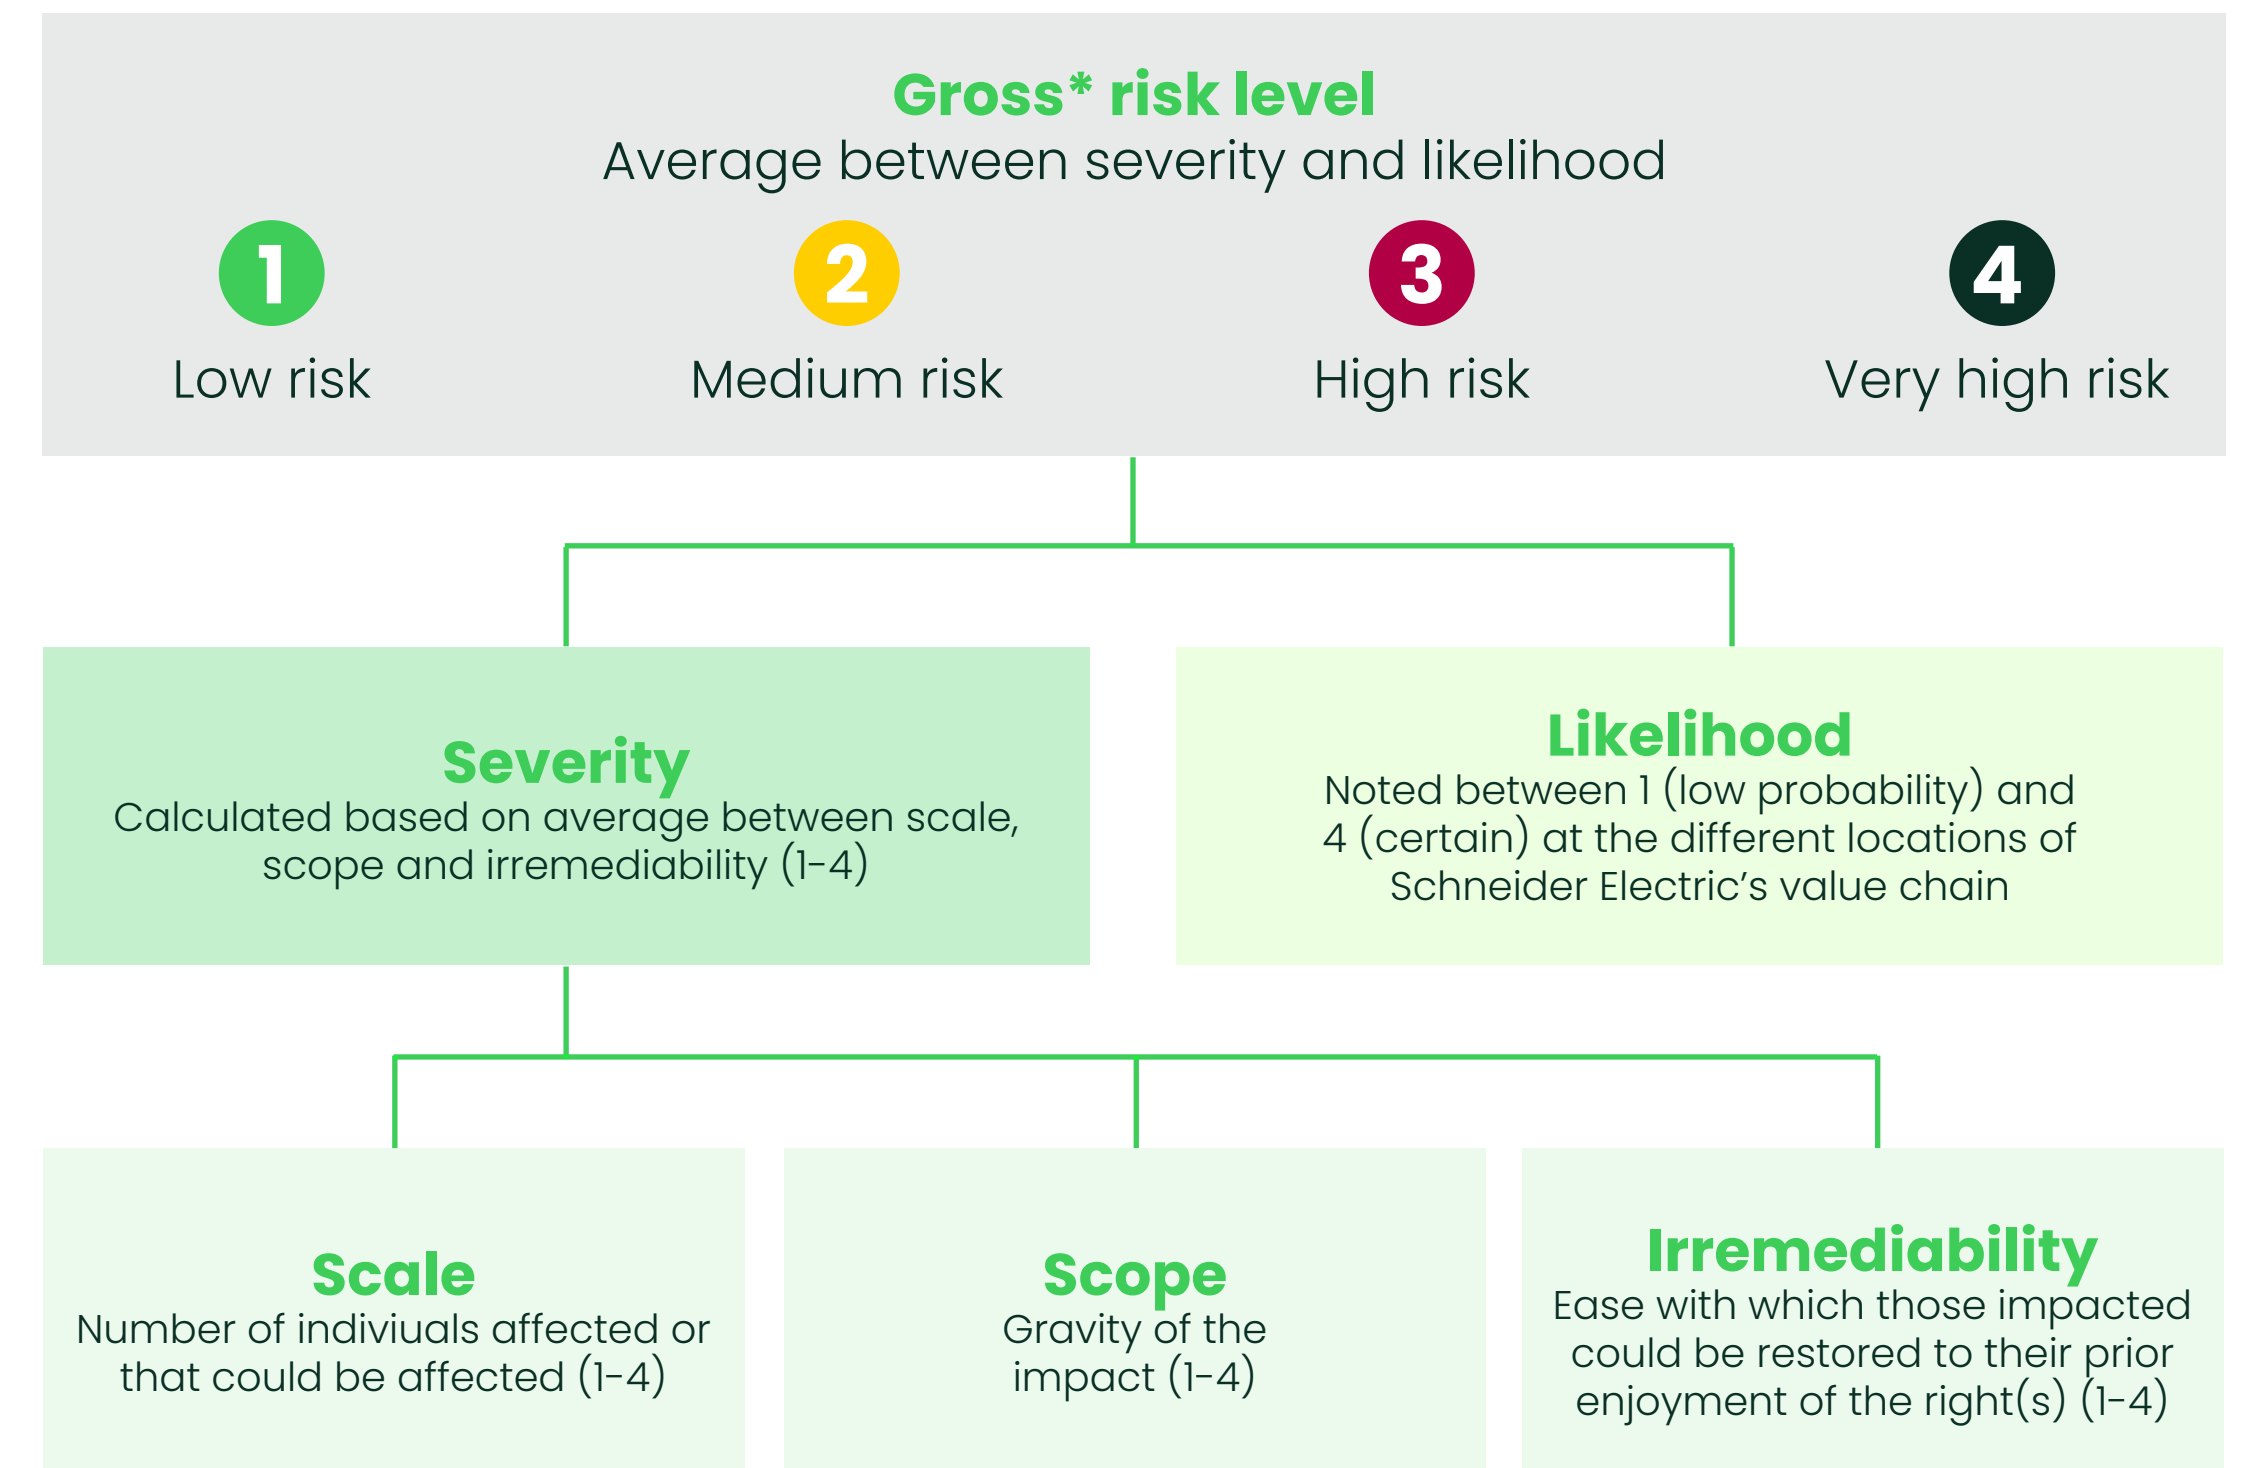 Gross* risk level
Average between severity and likelihood
1
2
3
4
Low risk
Medium risk
High risk
Very high risk
Severity
Calculated based on average between scale,
scope and irremediability (1-4)
Likelihood
Noted between 1 (low probability) and
4 (certain) at the different locations of
Schneider Electric’s value chain
Scale
Number of indiviuals affected or
that could be affected (1-4)
Scope
Gravity of the
impact (1-4)
Irremediability
Ease with which those impacted
could be restored to their prior
enjoyment of the right(s) (1-4)